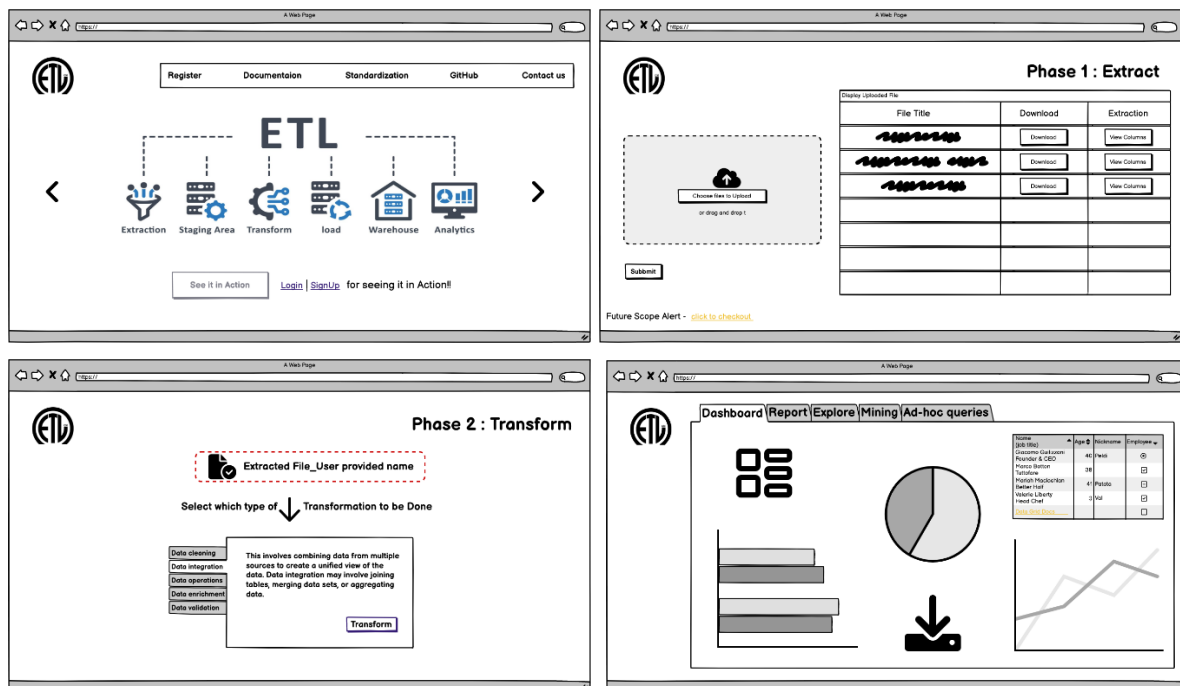 A Web Page
https://
ETL
Register Documentaion Standardization GitHub Contact us
ETL
Extraction Staging Area Transform load Warehouse Analytics
See it in Action Login | SignUp for seeing it in Action!!
A Web Page
https://
ETL
Phase 1 : Extract
Display Uploaded File
File Title Download Extraction
Download View Columns
Download View Columns
Download View Columns
Choose files to Upload
or drag and drop t
Subbmit
Future Scope Alert - click to checkout
A Web Page
https://
ETL
Phase 2 : Transform
Extracted File_User provided name
Select which type of Transformation to be Done
Data cleaning
Data integration
Data operations
Data enrichment
Data validation
This involves combining data from multiple
sources to create a unified view of the
data. Data integration may involve joining
tables, merging data sets, or aggregating
data.
Transform
A Web Page
https://
ETL
Dashboard Report Explore Mining Ad-hoc queries
Name
(job title) Age Nickname Employee
Giacomo Guilizzoni
Founder & CEO 40 Peldi
Marco Botton
Tuttofare 38
Mariah Maclachlan
Better Half 41 Patata
Valerie Liberty
Head Chef 3 Val
Data Grid Docs